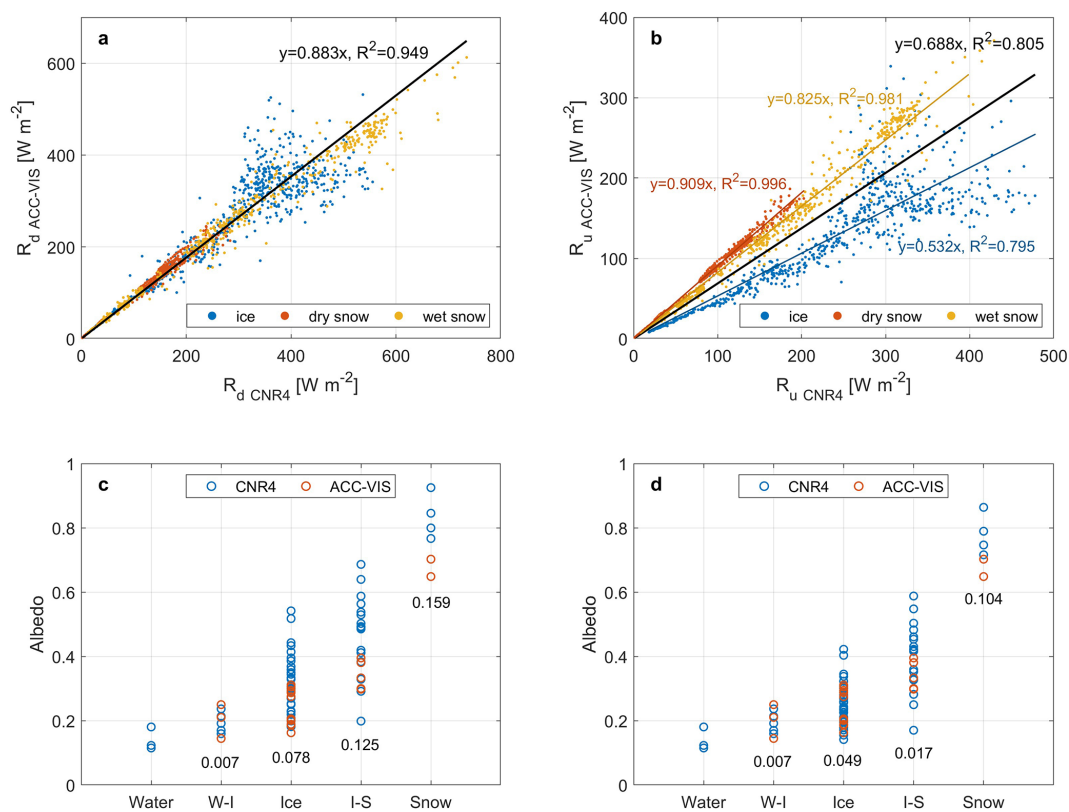 a
y=0.883x, R²=0.949
R_d ACC-VIS [W m⁻²]
600
400
200
0
0 200 400 600 800
R_d CNR4 [W m⁻²]
ice dry snow wet snow
b
y=0.688x, R²=0.805
y=0.825x, R²=0.981
y=0.909x, R²=0.996
y=0.532x, R²=0.795
R_u ACC-VIS [W m⁻²]
400
300
200
100
0
0 100 200 300 400 500
R_u CNR4 [W m⁻²]
ice dry snow wet snow
c
CNR4 ACC-VIS
Albedo
1
0.8
0.6
0.4
0.2
0
0.159
0.125
0.078
0.007
Water W-I Ice I-S Snow
d
CNR4 ACC-VIS
Albedo
1
0.8
0.6
0.4
0.2
0
0.104
0.017
0.049
0.007
Water W-I Ice I-S Snow